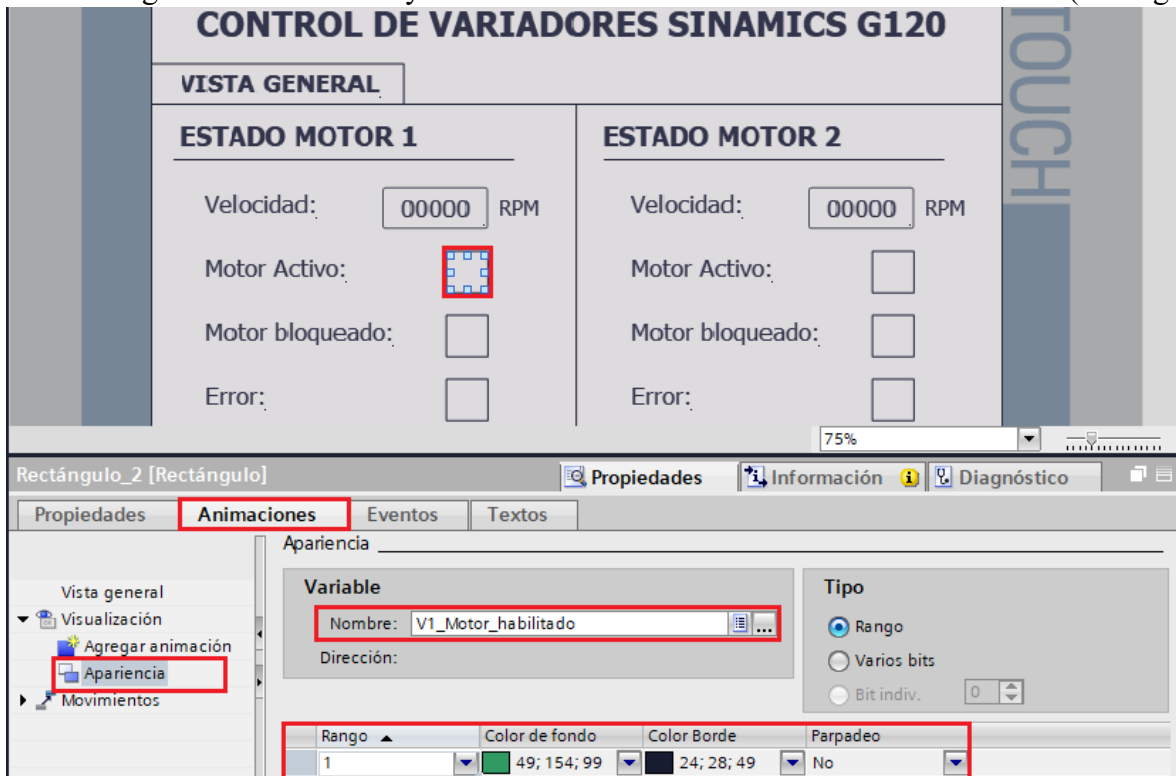 CONTROL DE VARIADORES SINAMICS G120
TOUCH
VISTA GENERAL
ESTADO MOTOR 1
ESTADO MOTOR 2
Velocidad: 00000 RPM
Velocidad: 00000 RPM
Motor Activo:
Motor Activo:
Motor bloqueado:
Motor bloqueado:
Error:
Error:
75%
Rectángulo_2 [Rectángulo]
Propiedades
Información
Diagnóstico
Propiedades
Animaciones
Eventos
Textos
Apariencia
Vista general
Visualización
Agregar animación
Apariencia
Movimientos
Variable
Nombre: V1_Motor_habilitado
...
Dirección:
Tipo
Rango
Varios bits
Bit indiv. 0
Rango Color de fondo Color Borde Parpadeo
1 49; 154; 99 24; 28; 49 No